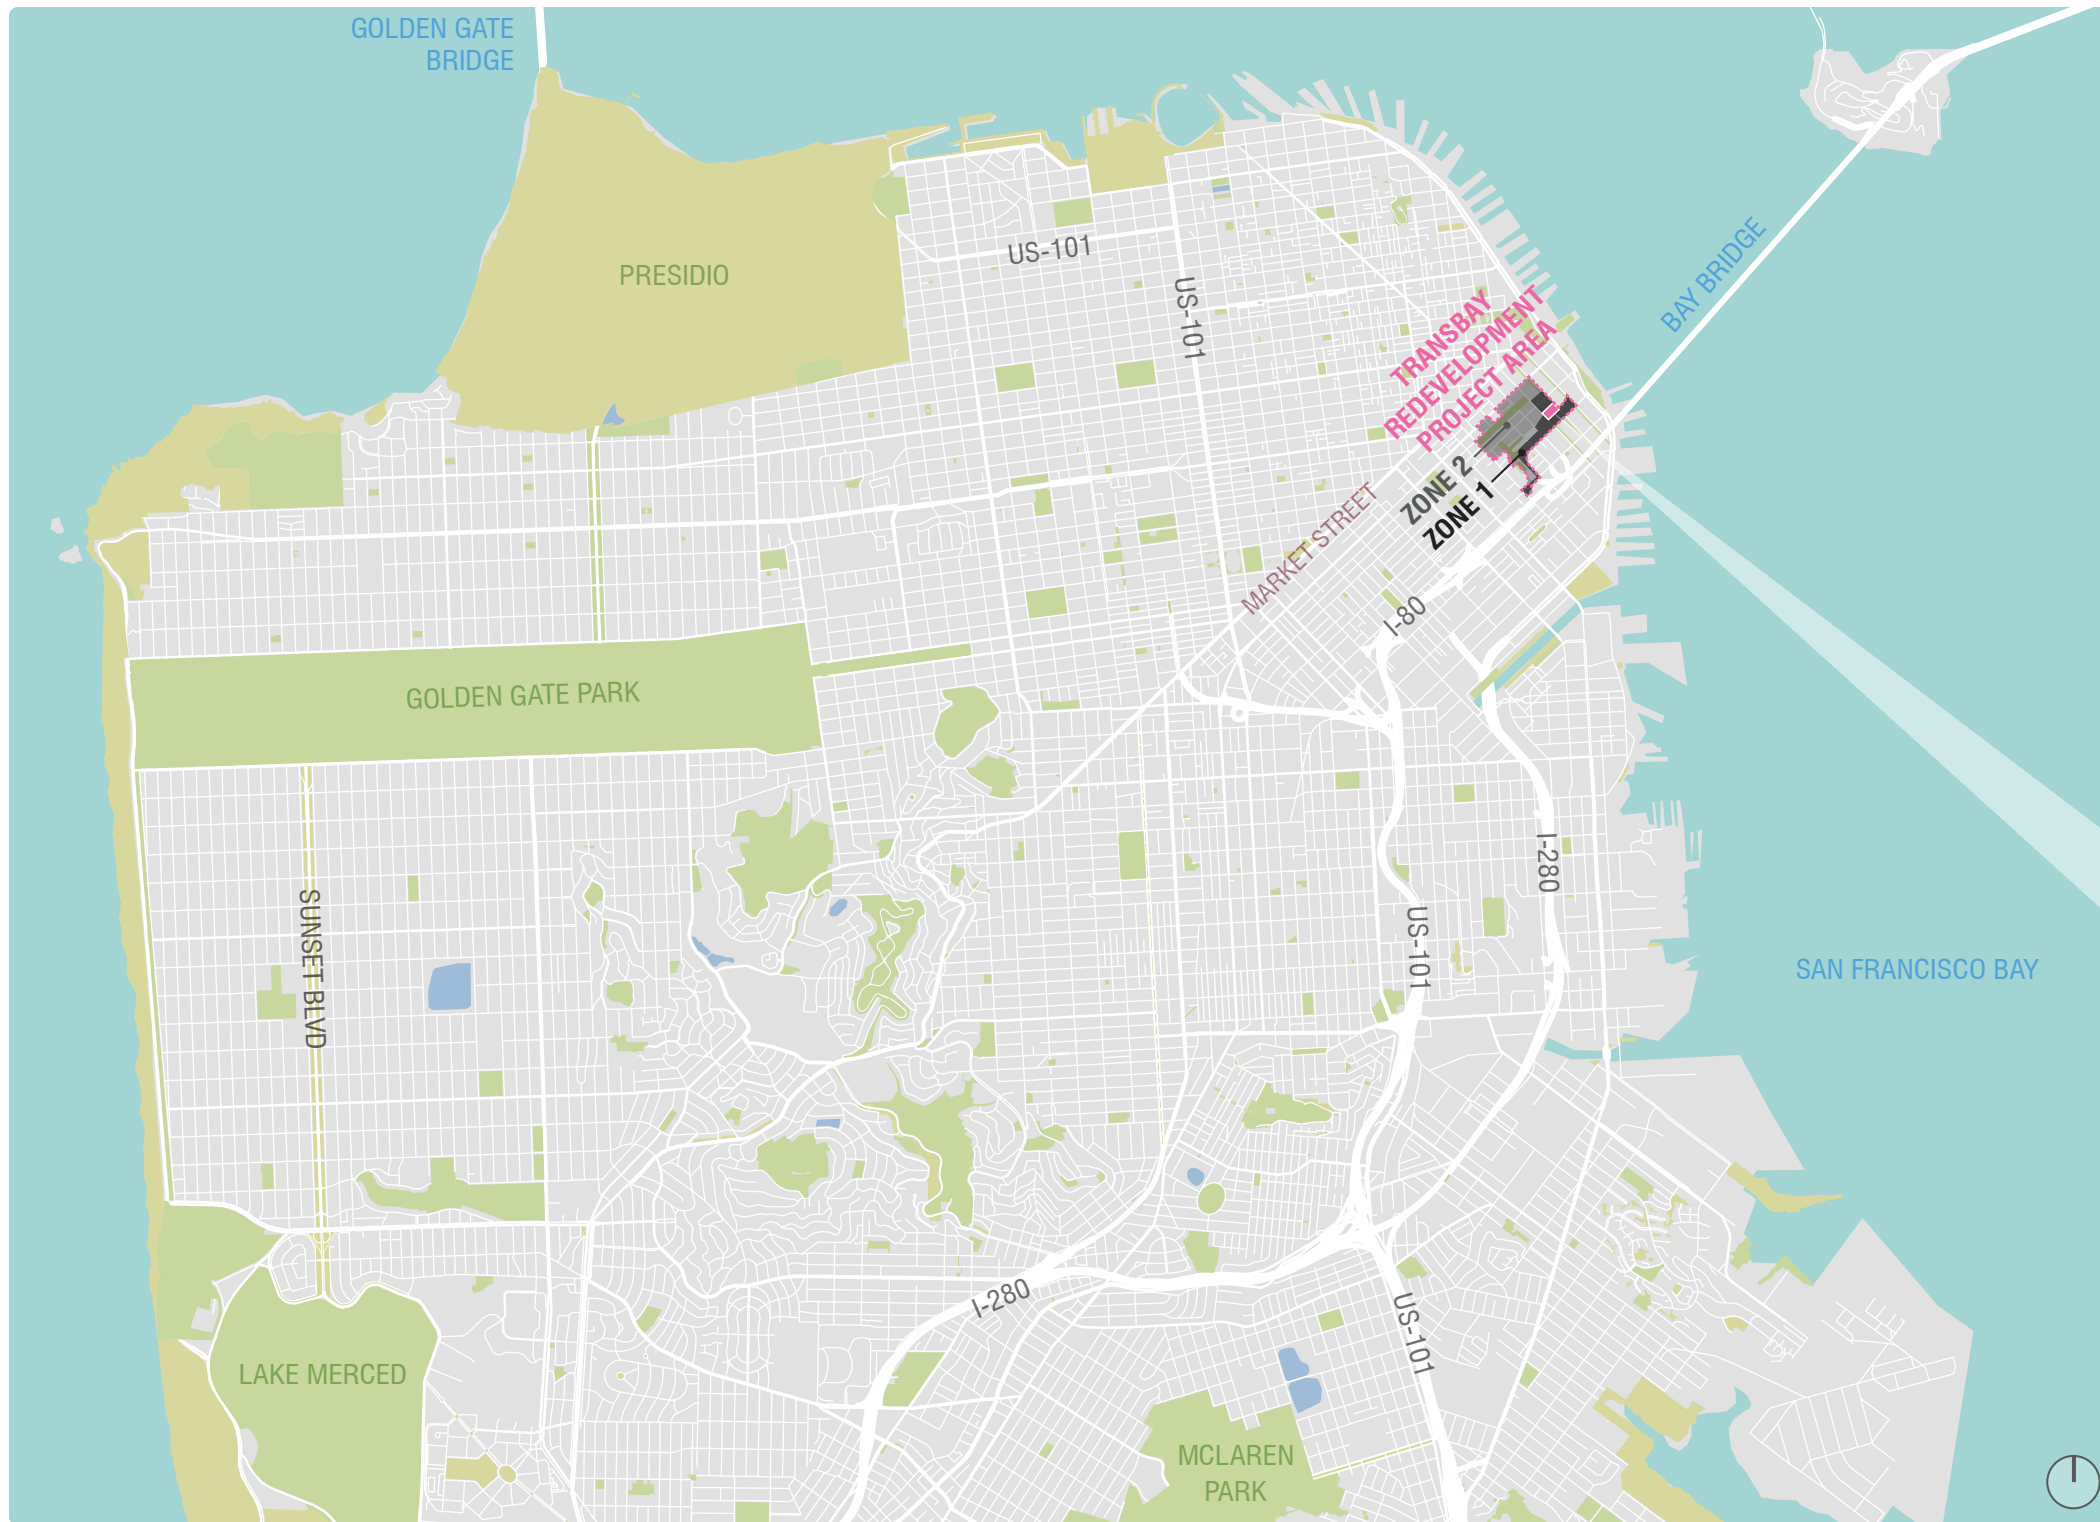 GOLDEN GATE
BRIDGE
PRESIDIO
US-101
US-101
BAY BRIDGE
TRANSBAY
REDEVELOPMENT
PROJECT AREA
ZONE 2
ZONE 1
MARKET STREET
I-80
GOLDEN GATE PARK
I-280
SUNSET BLVD
US-101
SAN FRANCISCO BAY
I-280
US-101
LAKE MERCED
MCLAREN
PARK